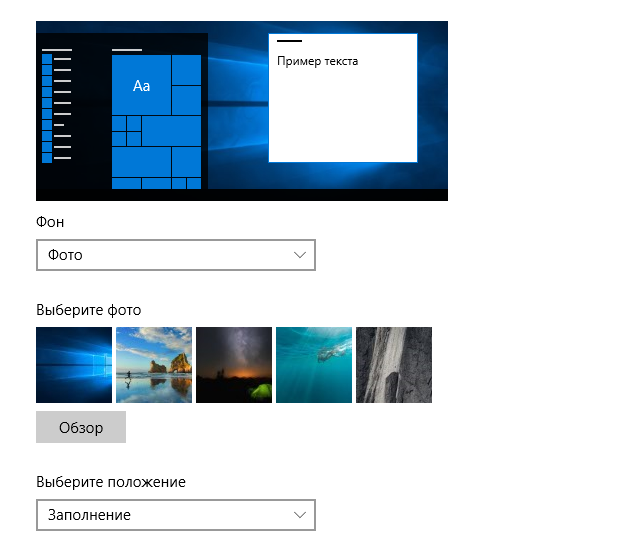 Aa
Пример текста
Фон
Фото
Выберите фото
Обзор
Выберите положение
Заполнение